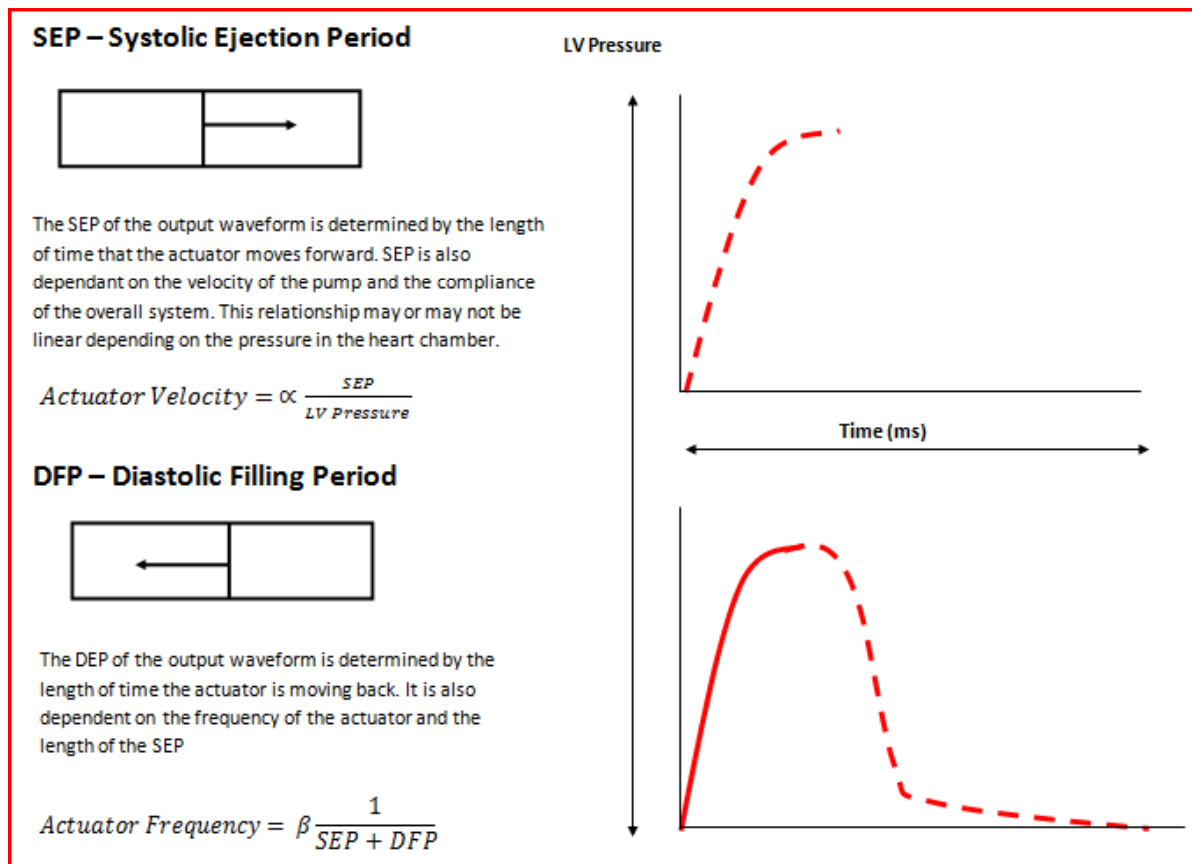 SEP – Systolic Ejection Period
LV Pressure
The SEP of the output waveform is determined by the length
of time that the actuator moves forward. SEP is also
dependant on the velocity of the pump and the compliance
of the overall system. This relationship may or may not be
linear depending on the pressure in the heart chamber.
Actuator Velocity = ∝ SEP / LV Pressure
Time (ms)
DFP – Diastolic Filling Period
The DEP of the output waveform is determined by the
length of time the actuator is moving back. It is also
dependent on the frequency of the actuator and the
length of the SEP
Actuator Frequency = β 1 / SEP + DFP